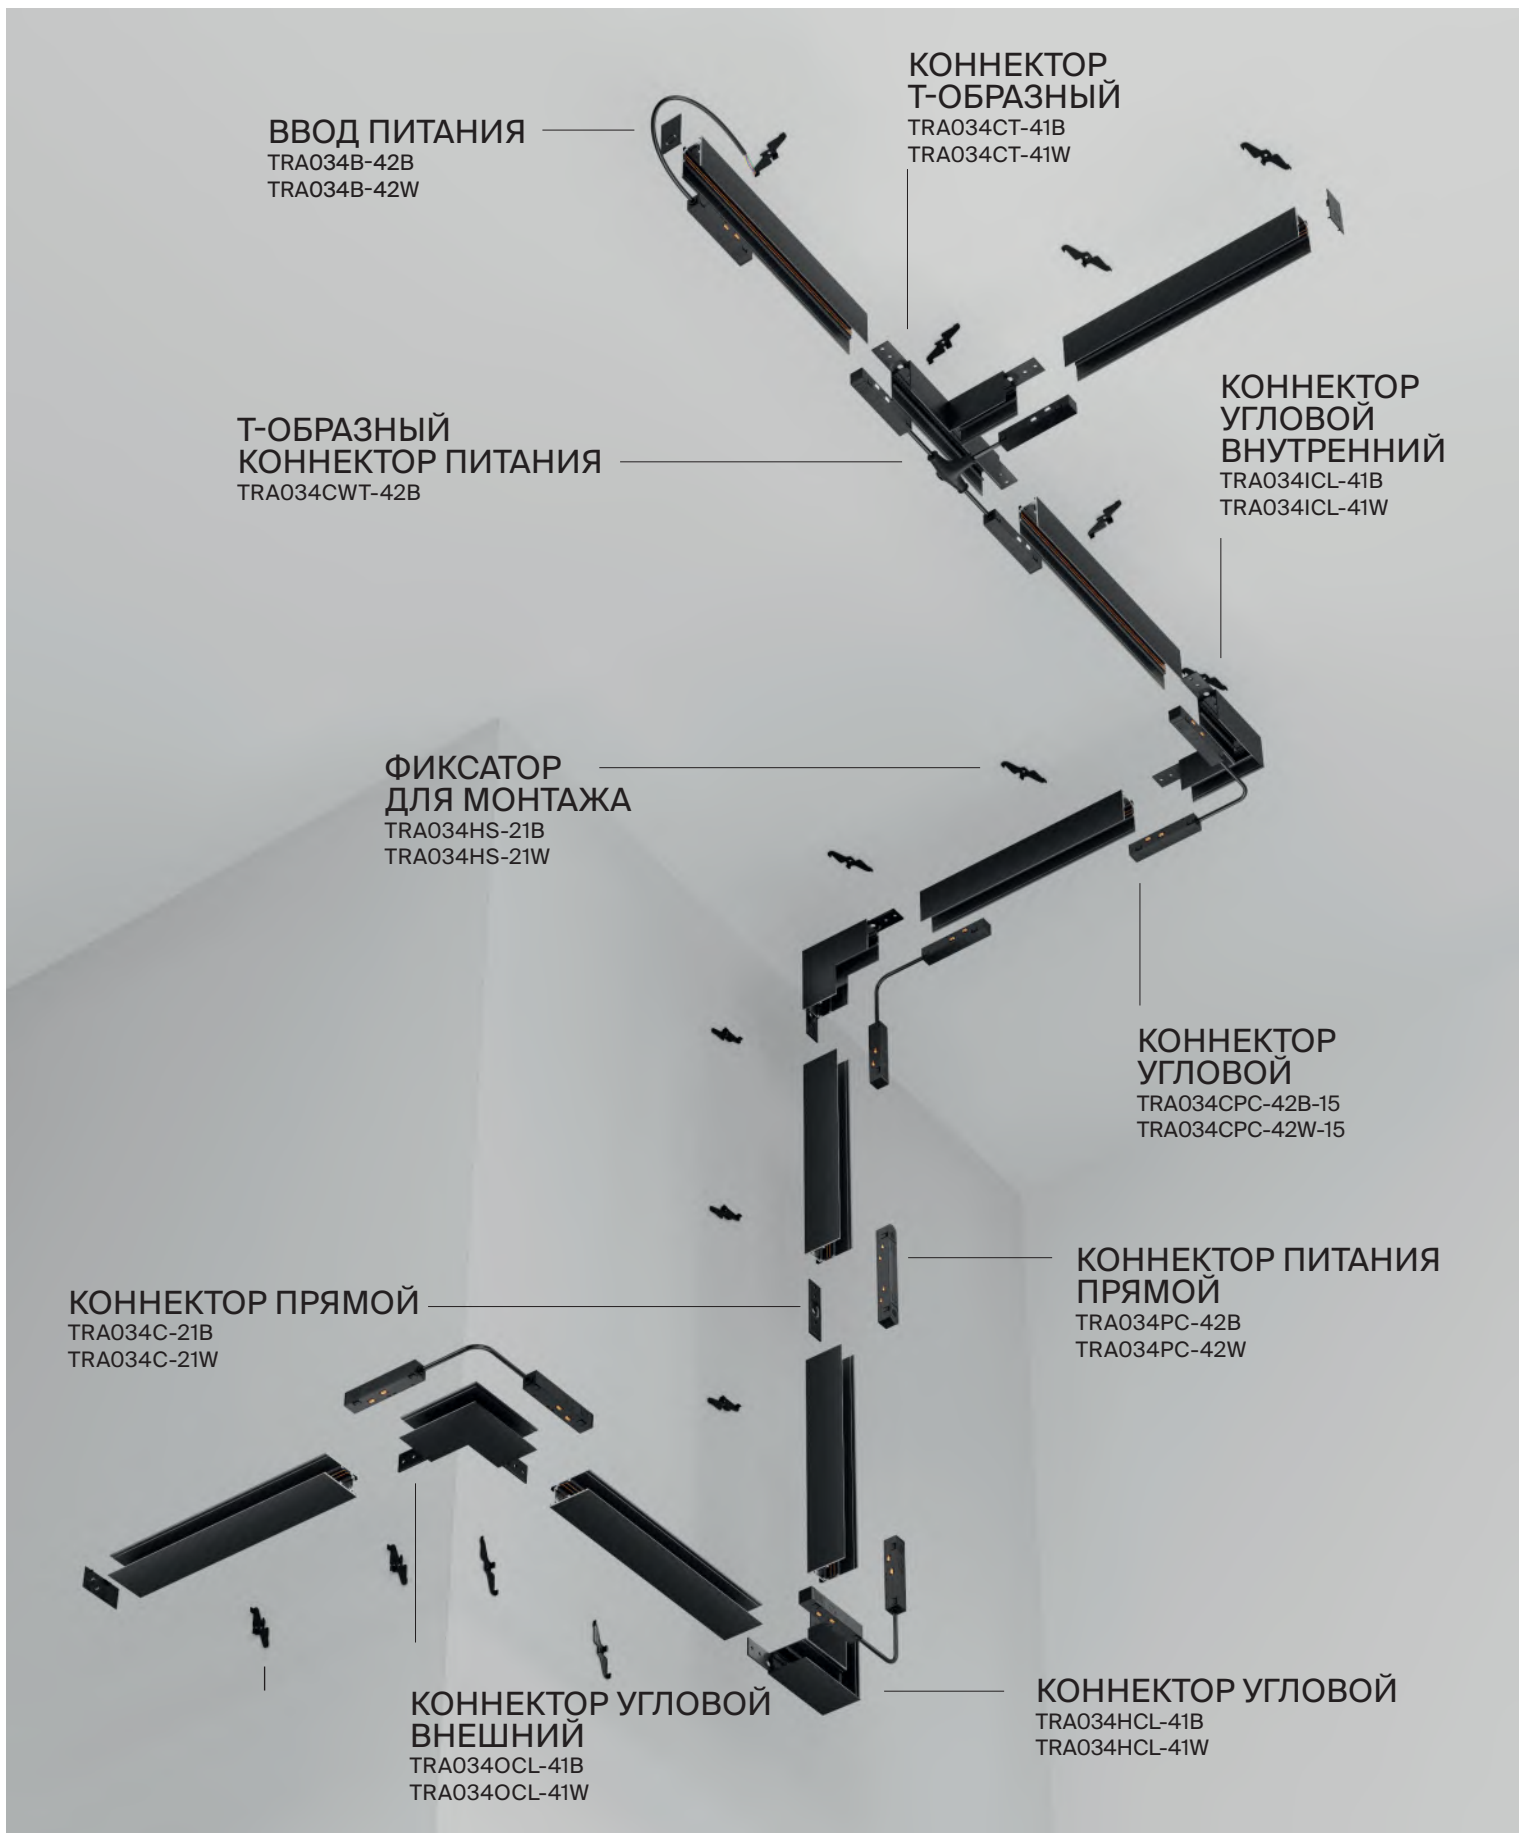 КОННЕКТОР
Т-ОБРАЗНЫЙ
TRA034CT-41B
TRA034CT-41W
ВВОД ПИТАНИЯ
TRA034B-42B
TRA034B-42W
КОННЕКТОР
УГЛОВОЙ
ВНУТРЕННИЙ
TRA034ICL-41B
TRA034ICL-41W
Т-ОБРАЗНЫЙ
КОННЕКТОР ПИТАНИЯ
TRA034CWT-42B
ФИКСАТОР
ДЛЯ МОНТАЖА
TRA034HS-21B
TRA034HS-21W
КОННЕКТОР
УГЛОВОЙ
TRA034CPC-42B-15
TRA034CPC-42W-15
КОННЕКТОР ПИТАНИЯ
ПРЯМОЙ
TRA034PC-42B
TRA034PC-42W
КОННЕКТОР ПРЯМОЙ
TRA034C-21B
TRA034C-21W
КОННЕКТОР УГЛОВОЙ
ВНЕШНИЙ
TRA034OCL-41B
TRA034OCL-41W
КОННЕКТОР УГЛОВОЙ
TRA034HCL-41B
TRA034HCL-41W